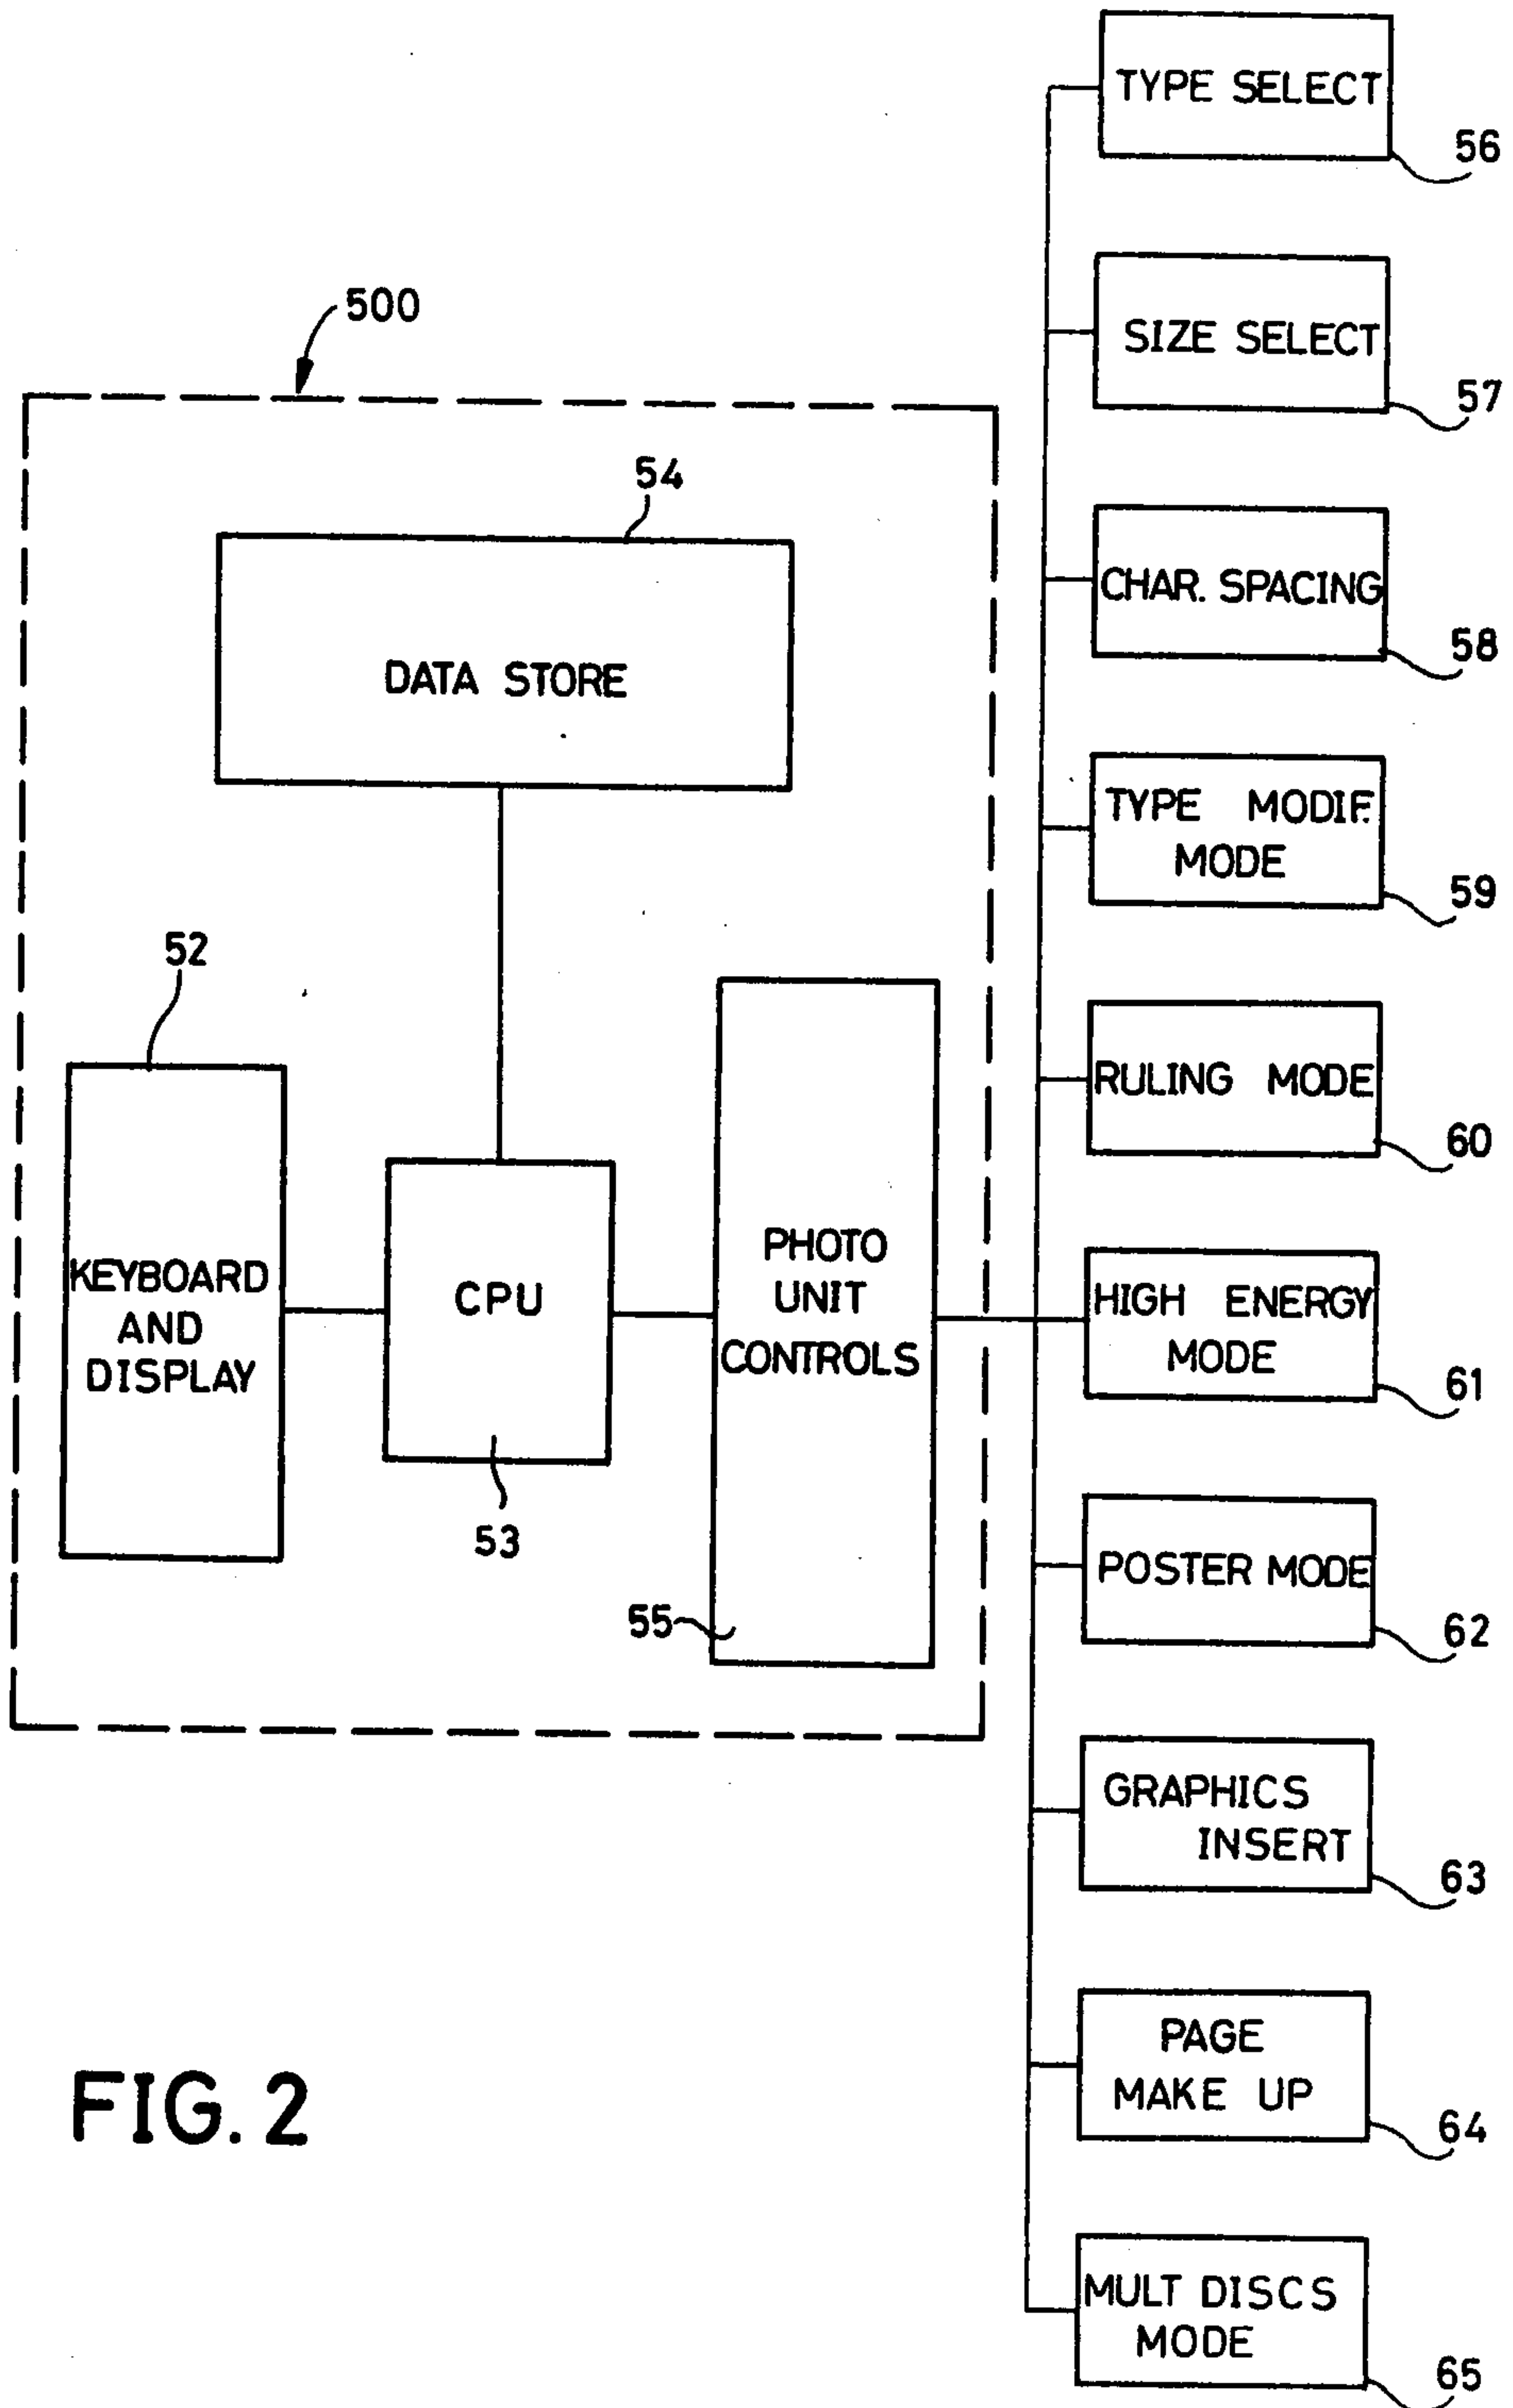 TYPE SELECT
56
SIZE SELECT
57
500
54
DATA STORE
CHAR. SPACING
58
TYPE MODIF.
MODE
59
52
RULING MODE
60
KEYBOARD
AND
DISPLAY
CPU
53
PHOTO
UNIT
CONTROLS
55
HIGH ENERGY
MODE
61
POSTER MODE
62
GRAPHICS
INSERT
63
PAGE
MAKE UP
64
FIG. 2
MULT DISCS
MODE
65